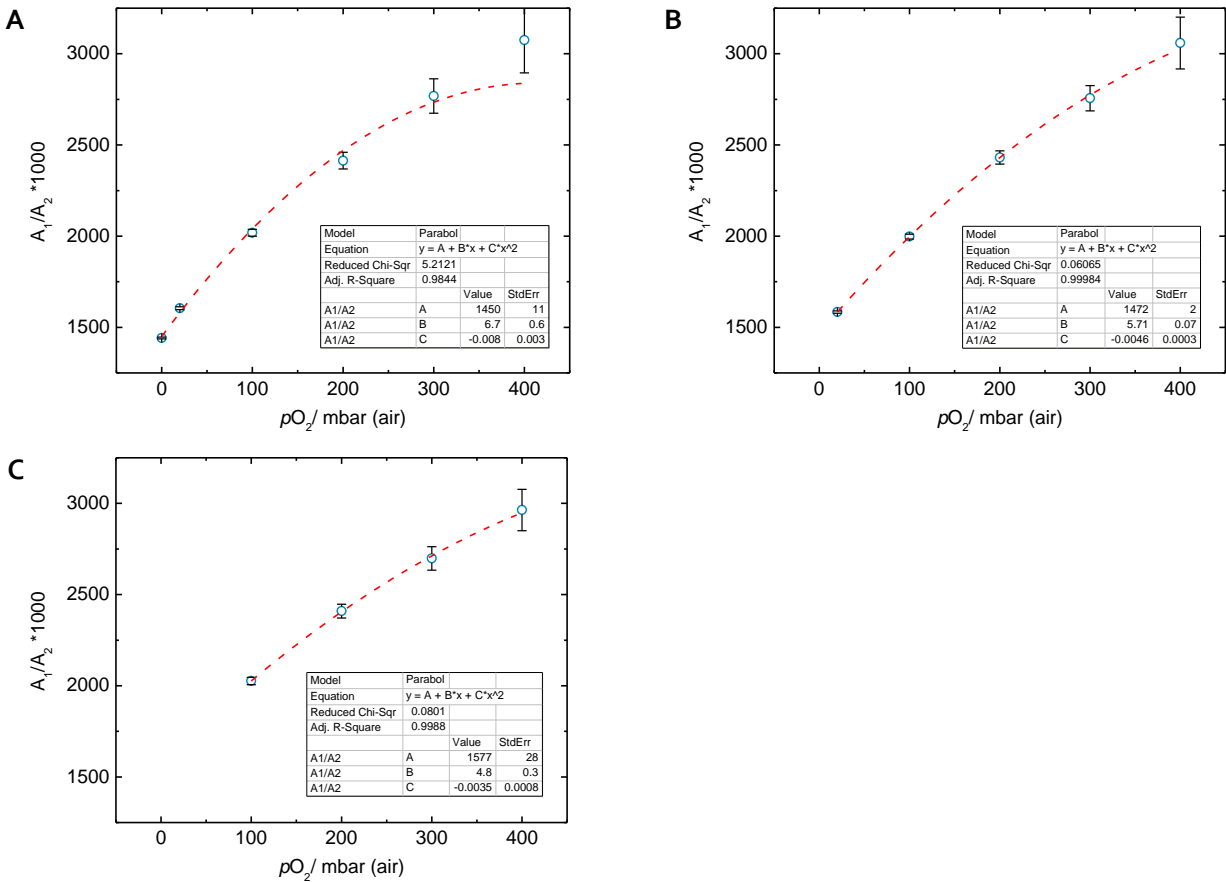 A
3000
2500
2000
1500
A1/A2 *1000
0 100 200 300 400
pO2/ mbar (air)
Model Parabol
Equation y = A + B*x + C*x^2
Reduced Chi-Sqr 5.2121
Adj. R-Square 0.9844
Value StdErr
A1/A2 A 1450 11
A1/A2 B 6.7 0.6
A1/A2 C -0.008 0.003
B
3000
2500
2000
1500
A1/A2 *1000
0 100 200 300 400
pO2/ mbar (air)
Model Parabol
Equation y = A + B*x + C*x^2
Reduced Chi-Sqr 0.06065
Adj. R-Square 0.99984
Value StdErr
A1/A2 A 1472 2
A1/A2 B 5.71 0.07
A1/A2 C -0.0046 0.0003
C
3000
2500
2000
1500
A1/A2 *1000
0 100 200 300 400
pO2/ mbar (air)
Model Parabol
Equation y = A + B*x + C*x^2
Reduced Chi-Sqr 0.0801
Adj. R-Square 0.9988
Value StdErr
A1/A2 A 1577 28
A1/A2 B 4.8 0.3
A1/A2 C -0.0035 0.0008